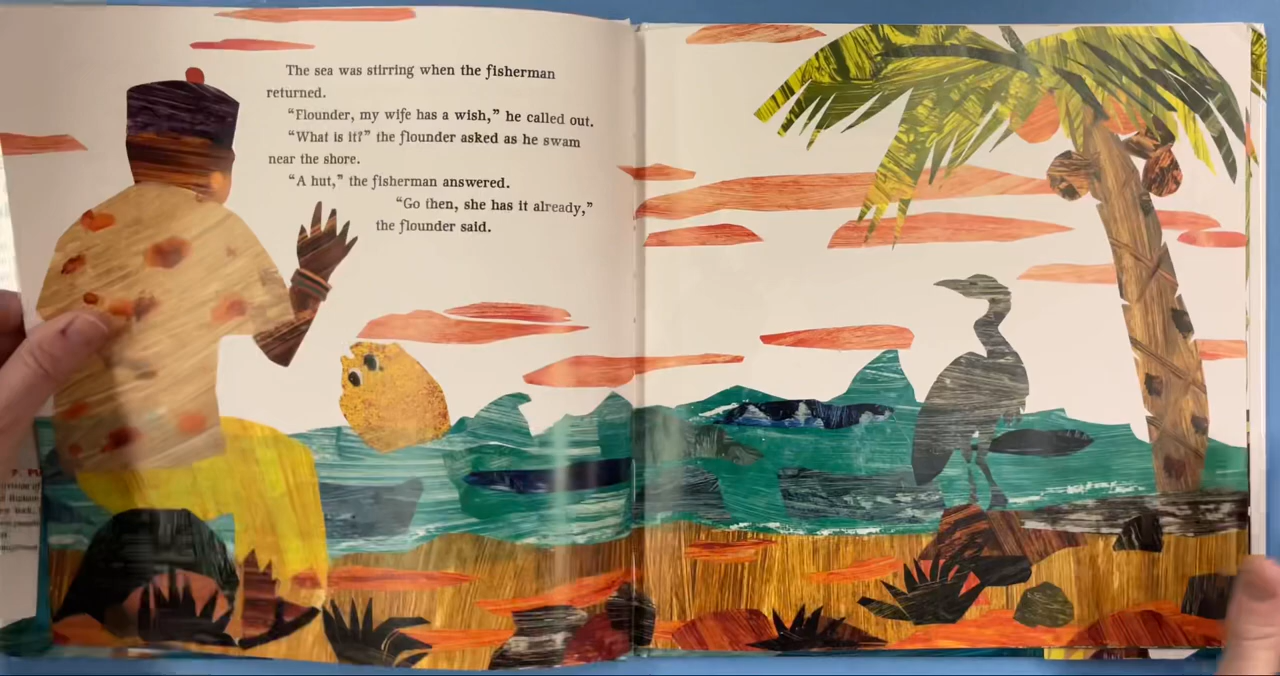 The sea was stirring when the fisherman
returned.
“Flounder, my wife has a wish,” he called out.
“What is it?” the flounder asked as he swam
near the shore.
“A hut,” the fisherman answered.
“Go then, she has it already,”
the flounder said.